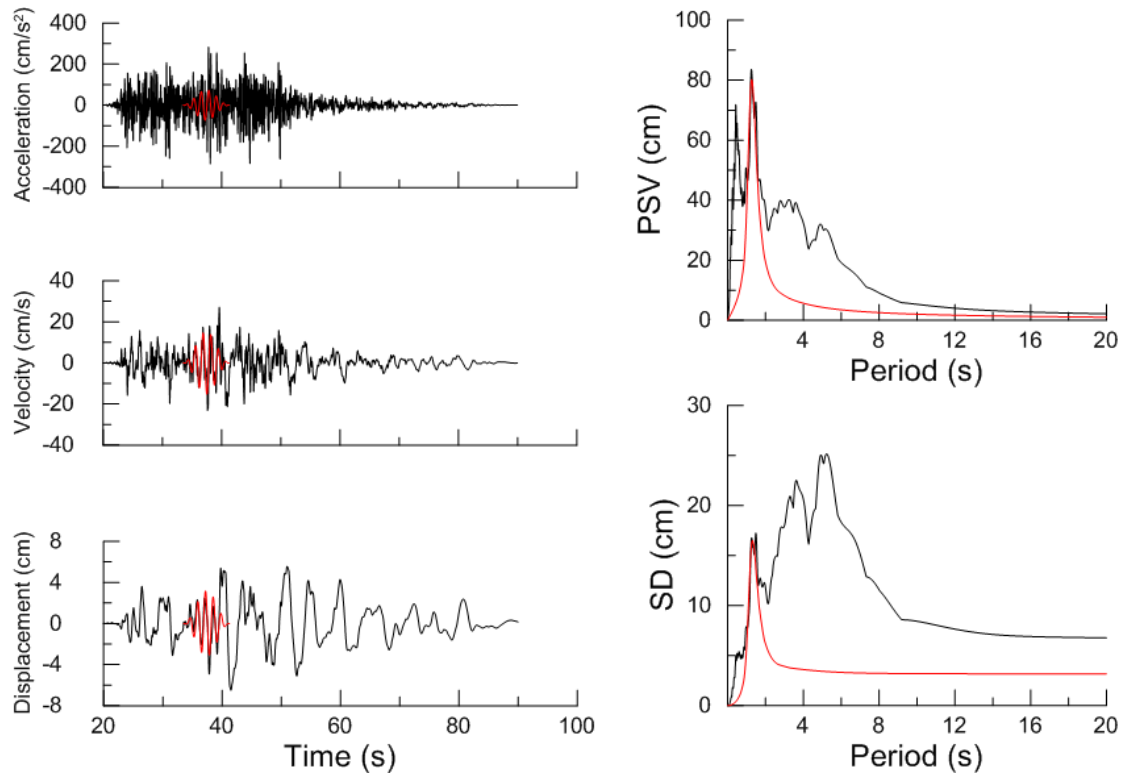 Acceleration (cm/s²)
400
200
0
-200
-400
Velocity (cm/s)
40
20
0
-20
-40
Displacement (cm)
8
4
0
-4
-8
20 40 60 80 100
Time (s)
PSV (cm)
100
80
60
40
20
0
4 8 12 16 20
Period (s)
SD (cm)
30
20
10
0
0 4 8 12 16 20
Period (s)